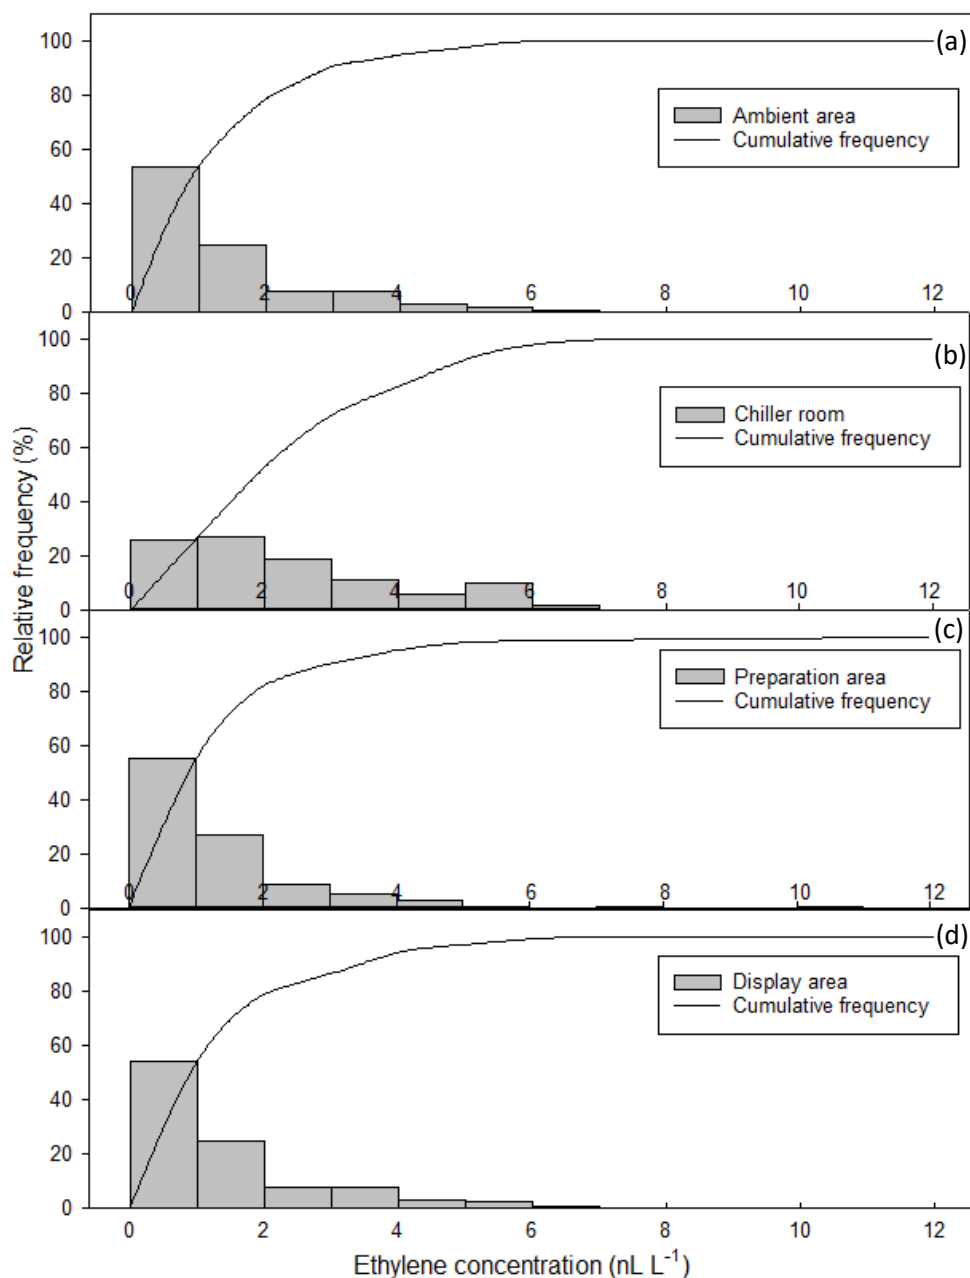 (a)
100
80
60
40
20
0
Ambient area
Cumulative frequency
0 2 4 6 8 10 12
(b)
100
80
60
40
20
0
Chiller room
Cumulative frequency
0 2 4 6 8 10 12
Relative frequency (%)
(c)
100
80
60
40
20
0
Preparation area
Cumulative frequency
0 2 4 6 8 10 12
(d)
100
80
60
40
20
0
Display area
Cumulative frequency
0 2 4 6 8 10 12
Ethylene concentration (nL L⁻¹)